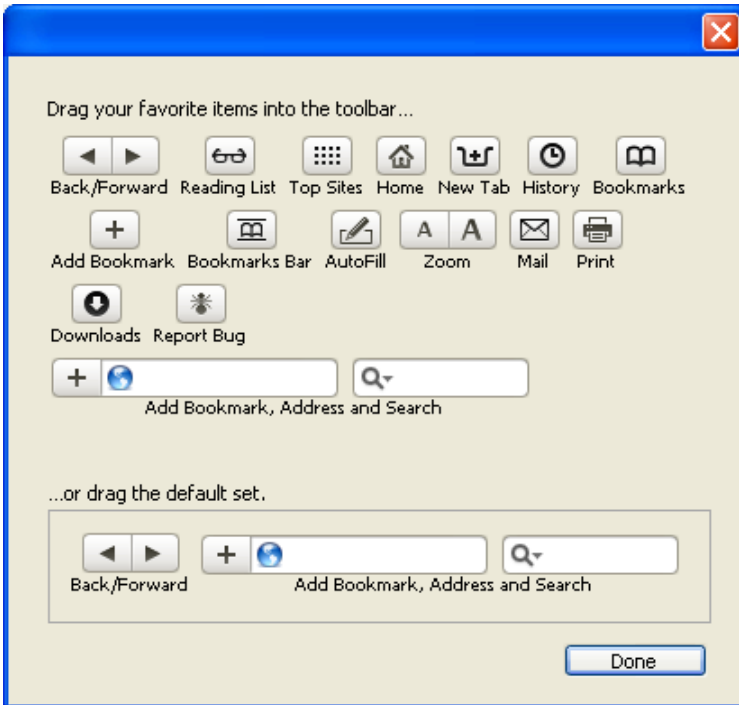 Drag your favorite items into the toolbar...
Back/Forward Reading List Top Sites Home New Tab History Bookmarks
A A
Add Bookmark Bookmarks Bar AutoFill Zoom Mail Print
Downloads Report Bug
Add Bookmark, Address and Search
...or drag the default set.
Back/Forward Add Bookmark, Address and Search
Done